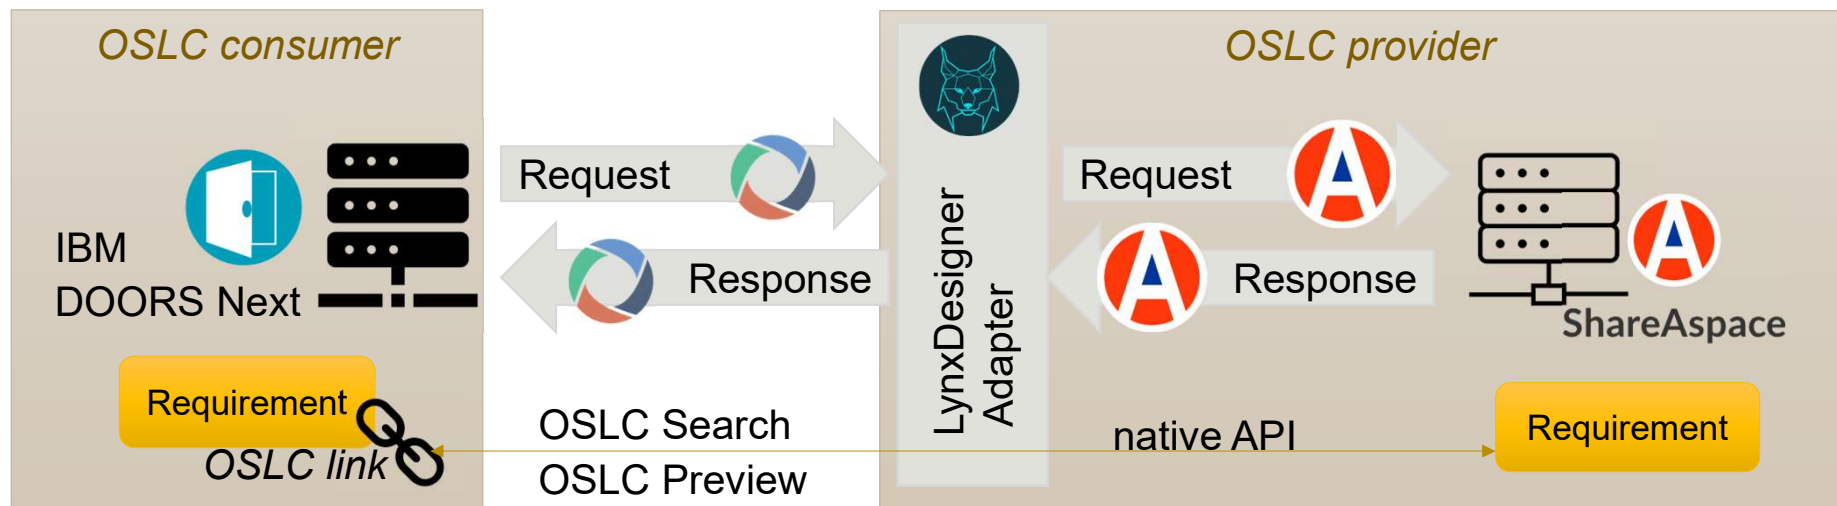 OSLC consumer
OSLC provider
Request
Response
IBM
DOORS Next
LynxDesigner
Adapter
Request
Response
ShareAspace
Requirement
OSLC link
OSLC Search
OSLC Preview
native API
Requirement